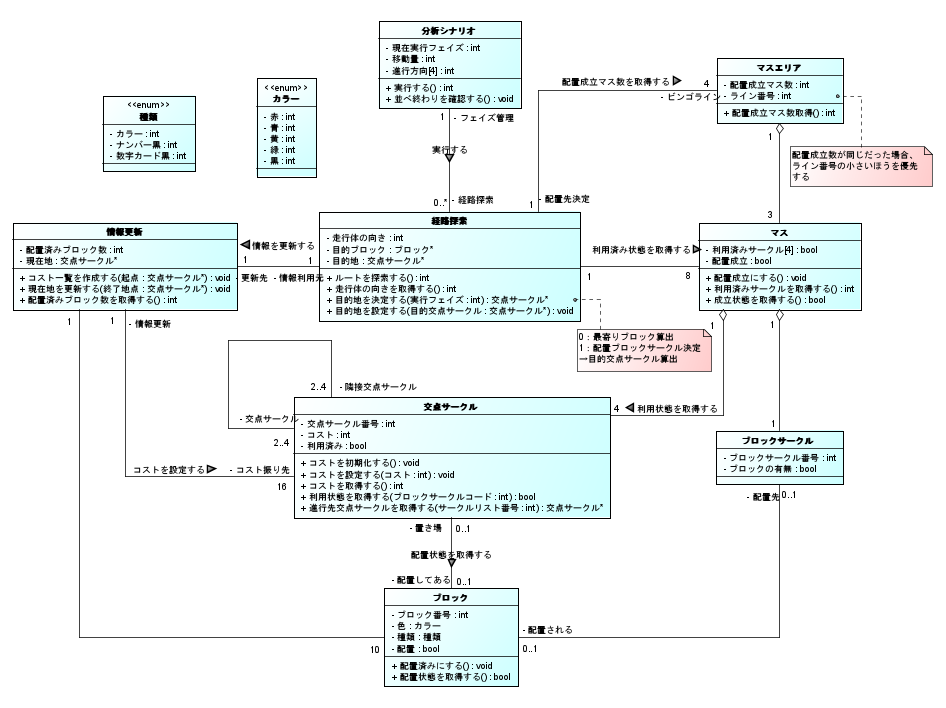 分析シナリオ
- 現在実行フェイズ : int
- 移動量 : int
- 進行方向[4] : int
+ 実行する() : int
+ 並べ終わりを確認する() : void
<<enum>>
種類
- カラー : int
- ナンバー黒 : int
- 数字カード黒 : int
<<enum>>
カラー
- 赤 : int
- 青 : int
- 黄 : int
- 緑 : int
- 黒 : int
マスエリア
- 配置成立マス数 : int
- ライン番号 : int
+ 配置成立マス数取得() : int
配置成立マス数を取得する
4
- ビンゴライン
配置成立数が同じだった場合、
ライン番号の小さいほうを優先
する
1
3
1
- フェイズ管理
実行する
0..*
- 経路探索
1
- 配置先決定
情報更新
- 配置済みブロック数 : int
- 現在地 : 交点サークル*
+ コスト一覧を作成する(起点 : 交点サークル*) : void
+ 現在地を更新する(終了地点 : 交点サークル*) : void
+ 配置済みブロック数を取得する() : int
情報を更新する
1
1
- 更新先
- 情報利用元
経路探索
- 走行体の向き : int
- 目的ブロック : ブロック*
- 目的地 : 交点サークル*
+ ルートを探索する() : int
- 走行体の向きを取得する() : int
+ 目的地を決定する(実行フェイズ : int) : 交点サークル*
+ 目的地を設定する(目的交点サークル : 交点サークル*) : void
利用済み状態を取得する
1
8
マス
- 利用済みサークル[4] : bool
- 配置成立 : bool
+ 配置成立にする() : void
+ 利用済みサークルを取得する() : int
+ 成立状態を取得する() : bool
0 : 最寄りブロック算出
1 : 配置ブロックサークル決定
→目的交点サークル算出
1
1
- 情報更新
1
1
2..4
- 隣接交点サークル
- 交点サークル
2..4
交点サークル
- 交点サークル番号 : int
- コスト : int
- 利用済み : bool
+ コストを初期化する() : void
+ コストを設定する(コスト : int) : void
+ コストを取得する() : int
+ 利用状態を取得する(ブロックサークルコード : int) : bool
+ 進行先交点サークルを取得する(サークルリスト番号 : int) : 交点サークル*
4
利用状態を取得する
コストを設定する
- コスト振り先
16
1
ブロックサークル
- ブロックサークル番号 : int
- ブロックの有無 : bool
- 配置先
0..1
- 置き場
0..1
配置状態を取得する
- 配置してある
0..1
ブロック
- ブロック番号 : int
- 色 : カラー
- 種類 : 種類
- 配置 : bool
+ 配置済みにする() : void
+ 配置状態を取得する() : bool
- 配置される
10
0..1